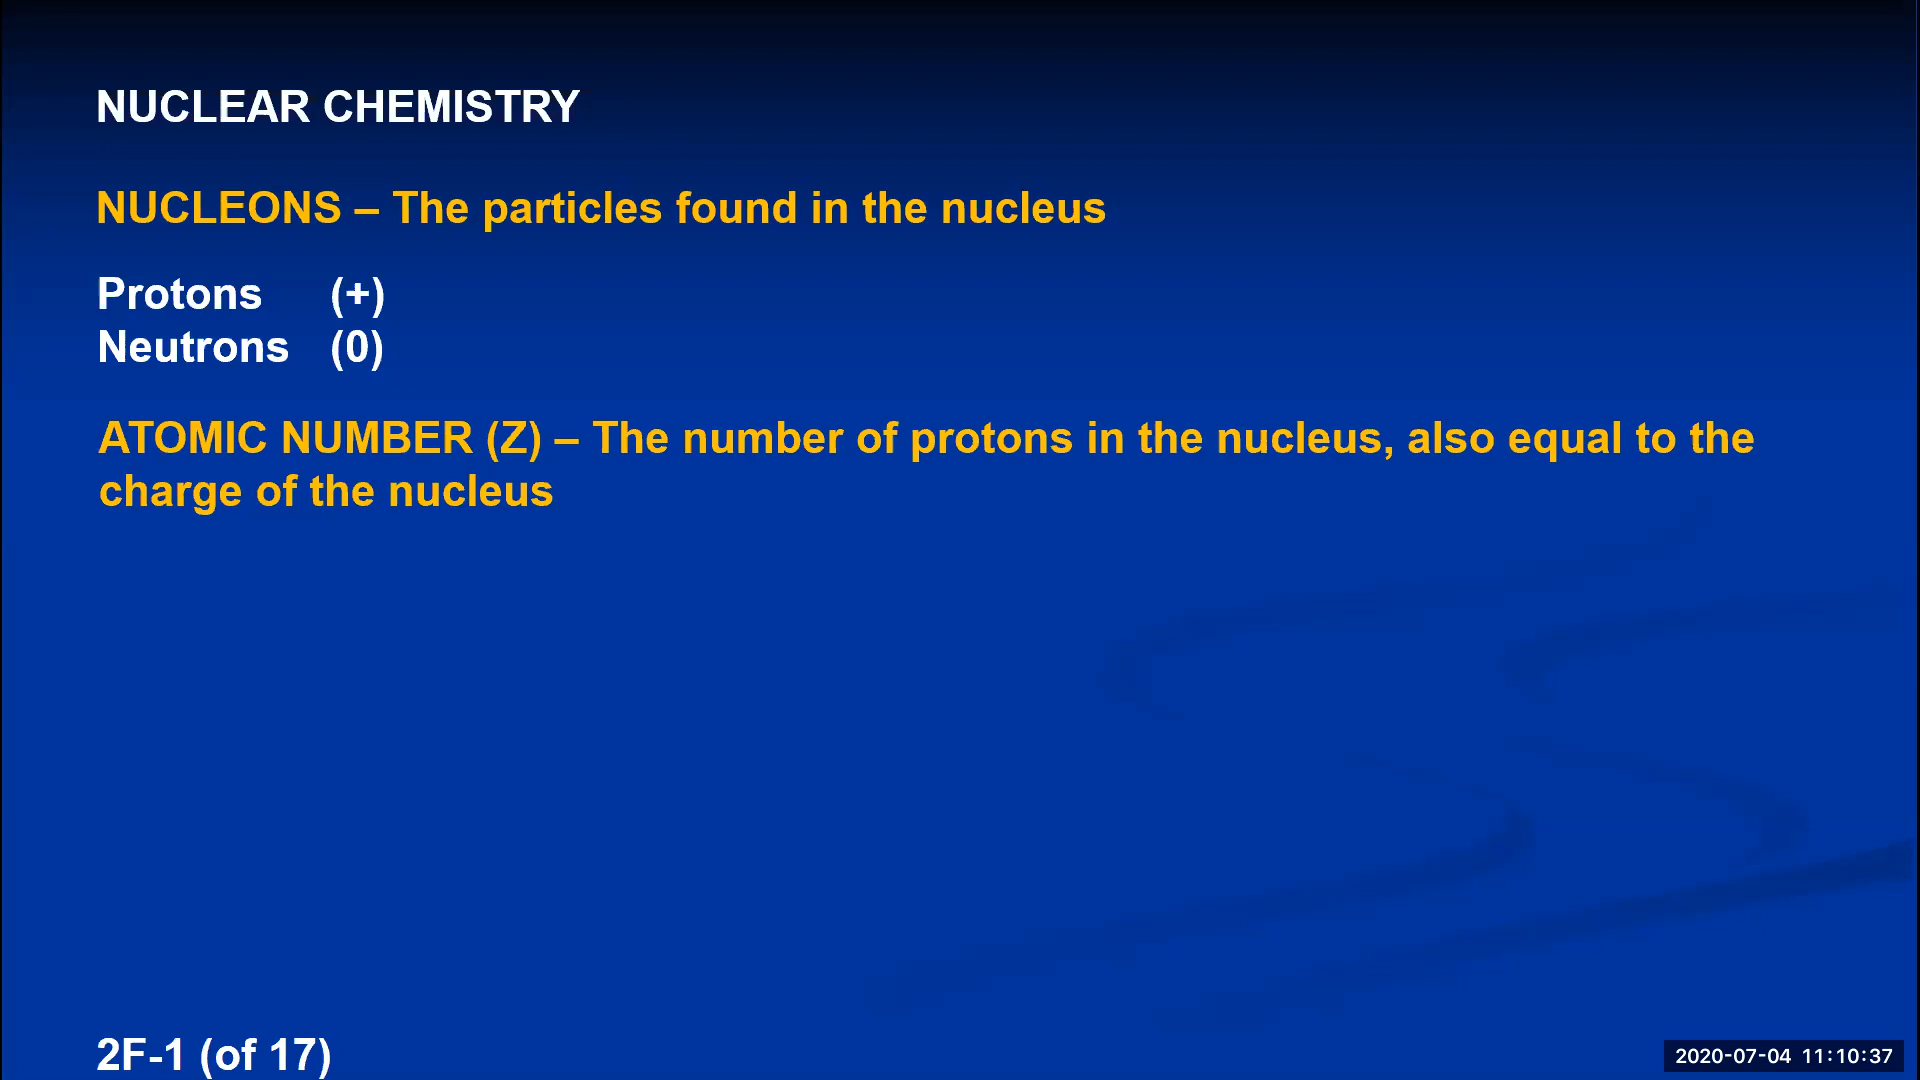 NUCLEAR CHEMISTRY
NUCLEONS – The particles found in the nucleus
Protons (+)
Neutrons (0)
ATOMIC NUMBER (Z) – The number of protons in the nucleus, also equal to the
charge of the nucleus
2F-1 (of 17)
2020-07-04 11:10:37